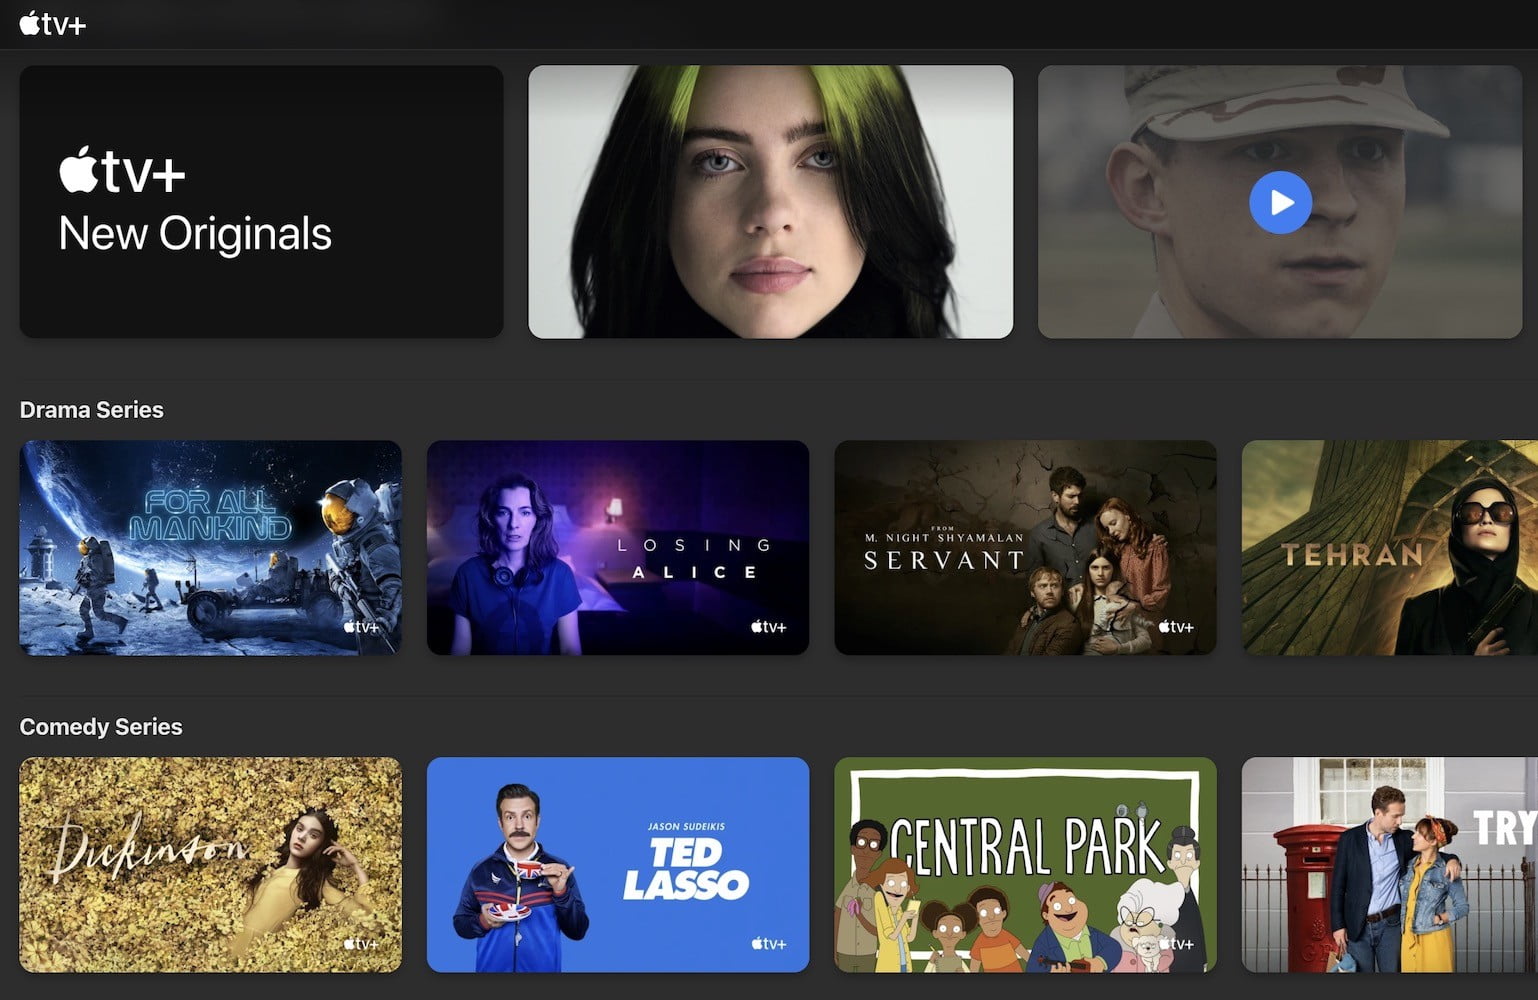 tv+
tv+
New Originals
Drama Series
FOR ALL
MANKIND
tv+
LOSING
ALICE
tv+
FROM
M. NIGHT SHYAMALAN
SERVANT
tv+
TEHRAN
Comedy Series
Dickinson
tv+
JASON SUDEIKIS
TED
LASSO
tv+
CENTRAL PARK
tv+
TRY